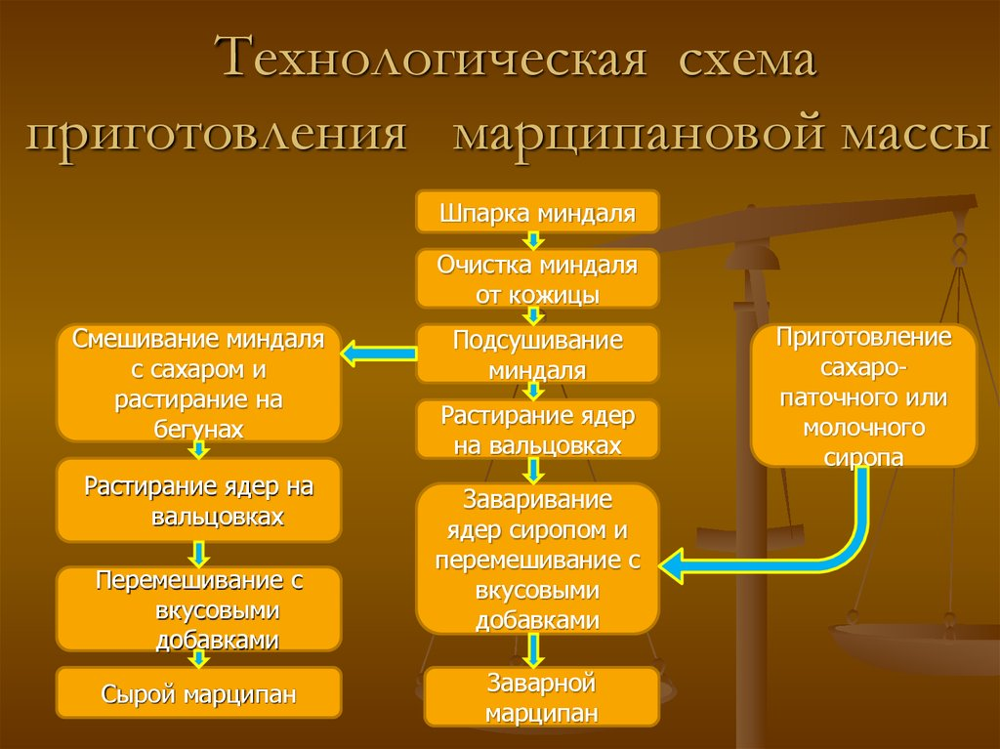 Технологическая схема
приготовления марципановой массы
Шпарка миндаля
Очистка миндаля
от кожицы
Подсушивание
миндаля
Растирание ядер
на вальцовках
Заваривание
ядер сиропом и
перемешивание с
вкусовыми
добавками
Заварной
марципан
Смешивание миндаля
с сахаром и
растирание на
бегунах
Растирание ядер на
вальцовках
Перемешивание с
вкусовыми
добавками
Сырой марципан
Приготовление
сахаро-
паточного или
молочного
сиропа